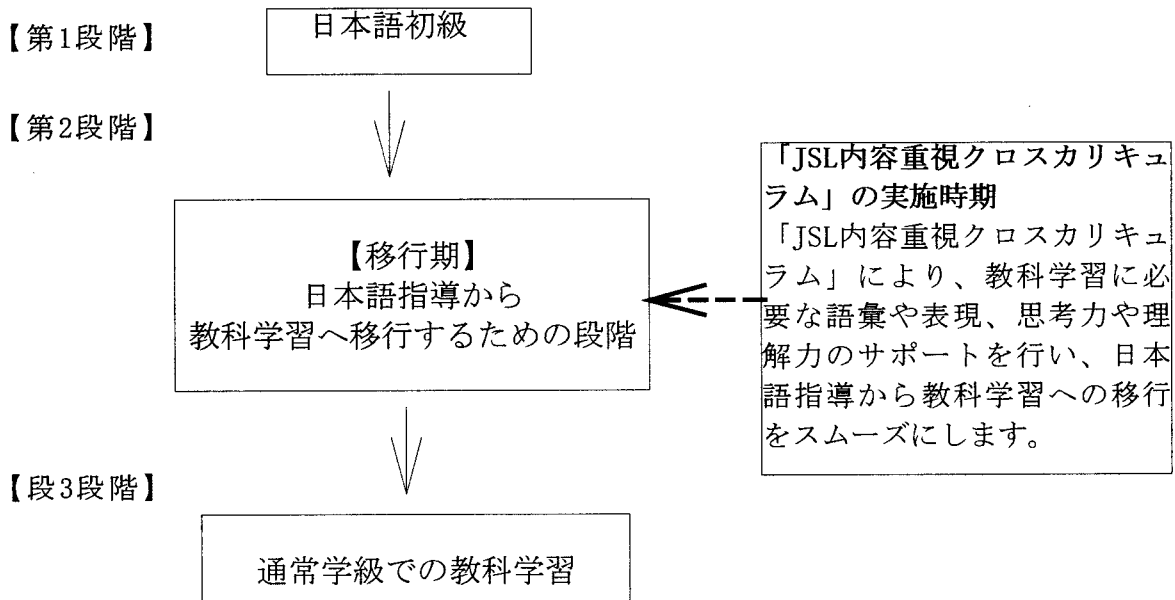 【第1段階】
日本語初級
【第2段階】
【移行期】
日本語指導から
教科学習へ移行するための段階
「JSL内容重視クロスカリキュ
ラム」の実施時期
「JSL内容重視クロスカリキュ
ラム」により、教科学習に必
要な語彙や表現、思考力や理
解力のサポートを行い、日本
語指導から教科学習への移行
をスムーズにします。
【段3段階】
通常学級での教科学習